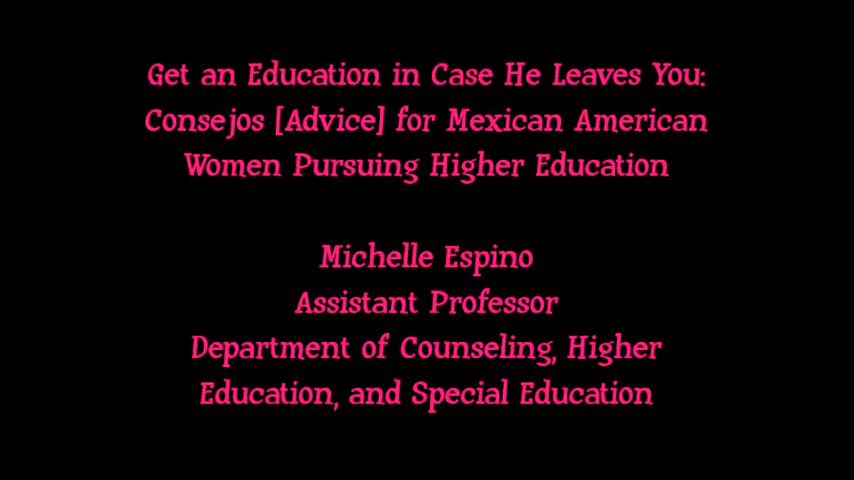 Get an Education in Case He Leaves You:
Consejos [Advice] for Mexican American
Women Pursuing Higher Education
Michelle Espino
Assistant Professor
Department of Counseling, Higher
Education, and Special Education